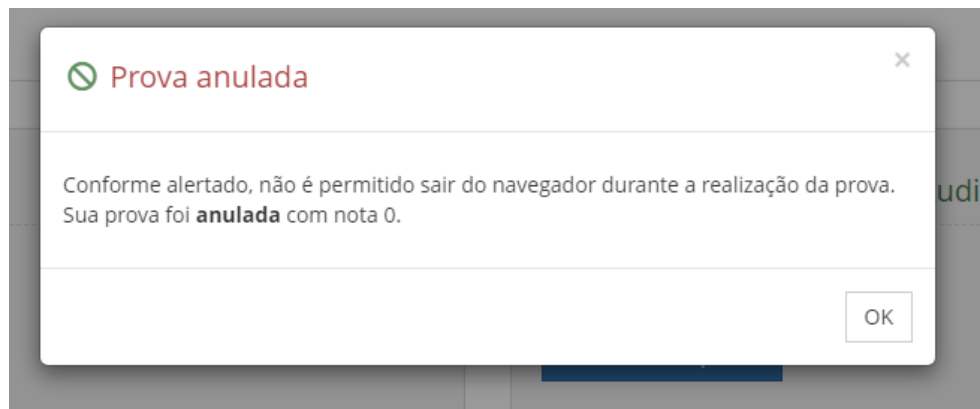 Prova anulada
×
Conforme alertado, não é permitido sair do navegador durante a realização da prova.
Sua prova foi anulada com nota 0.
udi
OK